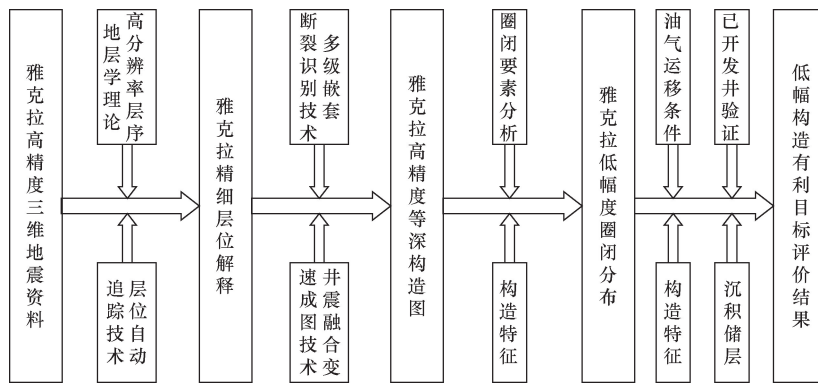 雅克拉高精度三维地震资料
高分辨率层序
地层学理论
层位自动
追踪技术
雅克拉精细层位解释
多级嵌套
断裂识别技术
井震融合变
速成图技术
雅克拉高精度等深构造图
圈闭要素分析
构造特征
雅克拉低幅度圈闭分布
油气运移条件
构造特征
已开发井验证
沉积储层
低幅构造有利目标评价结果